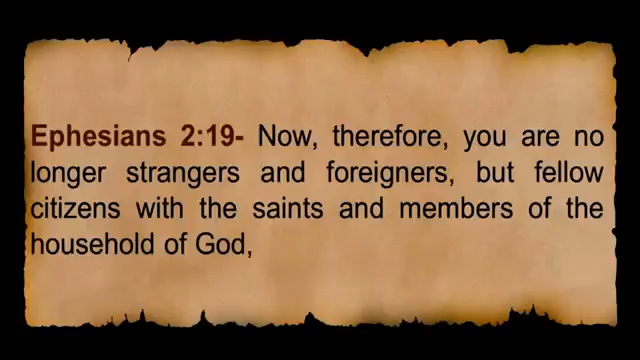 Ephesians 2:19- Now, therefore, you are no
longer strangers and foreigners, but fellow
citizens with the saints and members of the
household of God,